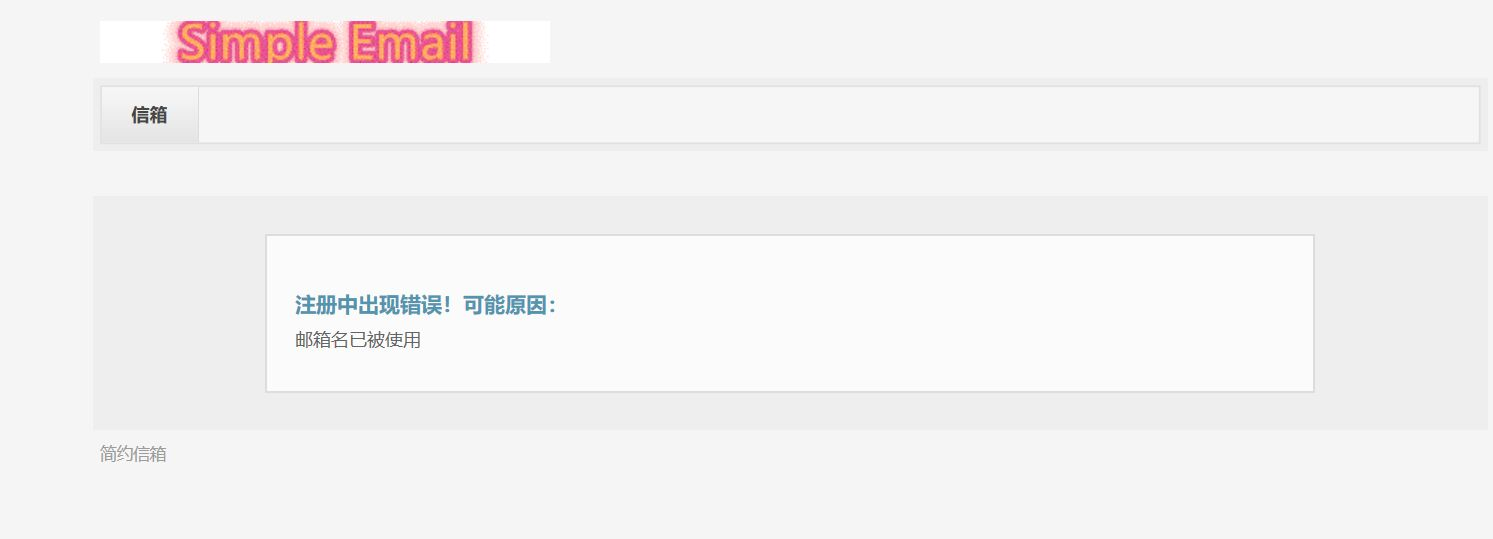 Simple Email
信箱
注册中出现错误！可能原因：
邮箱名已被使用
简约信箱